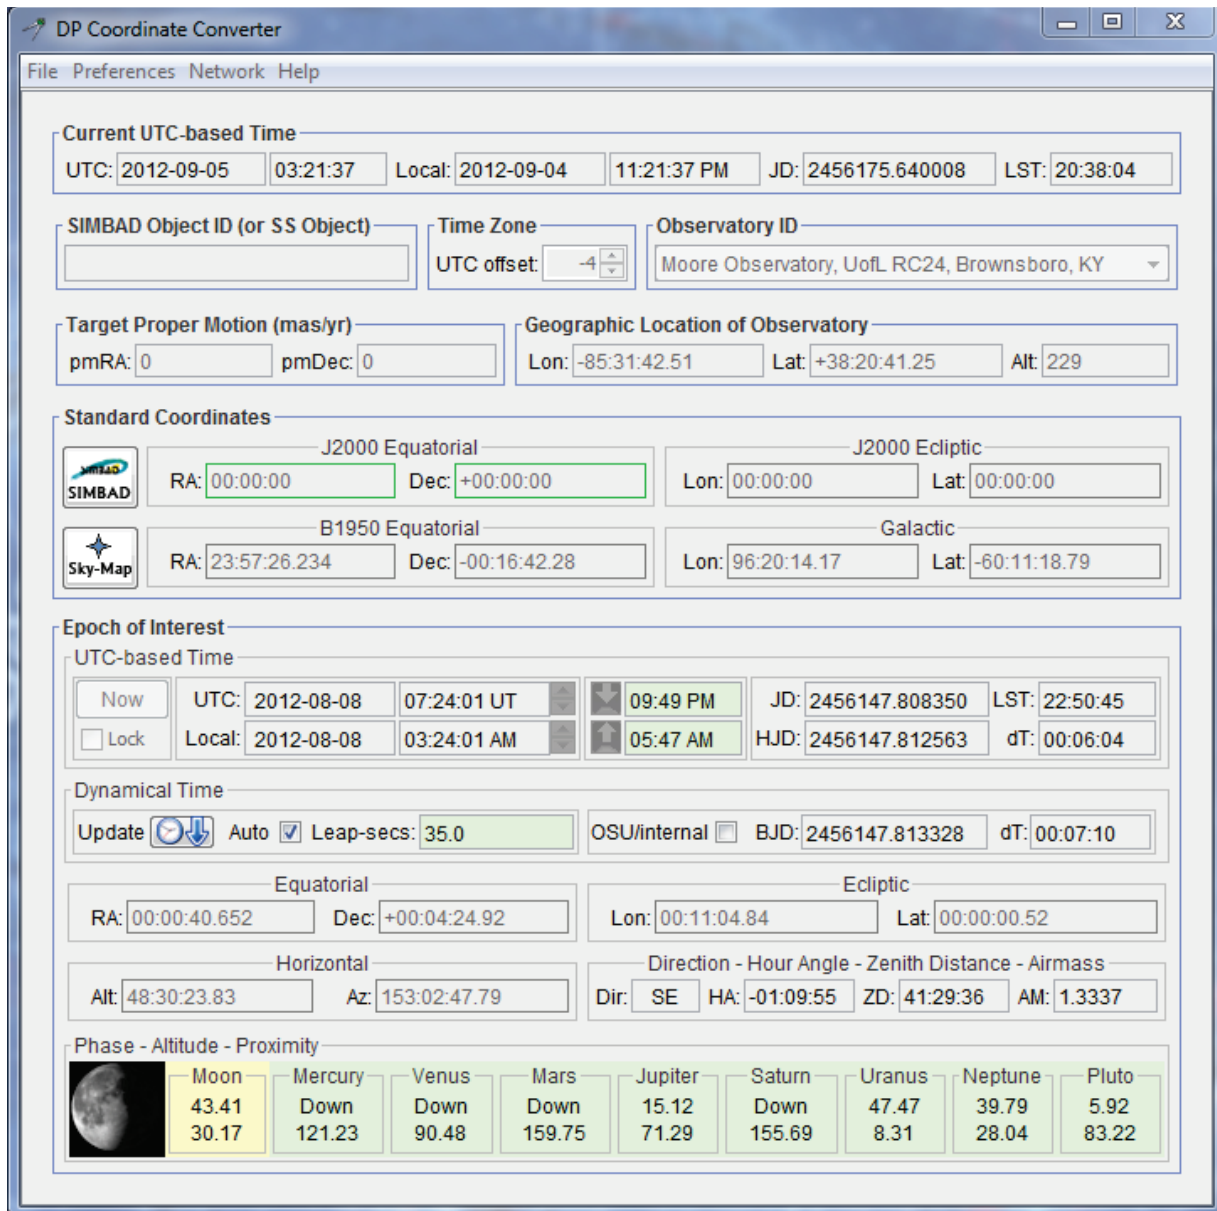 DP Coordinate Converter
File Preferences Network Help
Current UTC-based Time
UTC: 2012-09-05 03:21:37 Local: 2012-09-04 11:21:37 PM JD: 2456175.640008 LST: 20:38:04
SIMBAD Object ID (or SS Object) Time Zone Observatory ID
UTC offset: -4 Moore Observatory, UofL RC24, Brownsboro, KY
Target Proper Motion (mas/yr) Geographic Location of Observatory
pmRA: 0 pmDec: 0 Lon: -85:31:42.51 Lat: +38:20:41.25 Alt: 229
Standard Coordinates
J2000 Equatorial J2000 Ecliptic
SIMBAD RA: 00:00:00 Dec: +00:00:00 Lon: 00:00:00 Lat: 00:00:00
B1950 Equatorial Galactic
Sky-Map RA: 23:57:26.234 Dec: -00:16:42.28 Lon: 96:20:14.17 Lat: -60:11:18.79
Epoch of Interest
UTC-based Time
Now UTC: 2012-08-08 07:24:01 UT 09:49 PM JD: 2456147.808350 LST: 22:50:45
Lock Local: 2012-08-08 03:24:01 AM 05:47 AM HJD: 2456147.812563 dT: 00:06:04
Dynamical Time
Update Auto Leap-secs: 35.0 OSU/internal BJD: 2456147.813328 dT: 00:07:10
Equatorial Ecliptic
RA: 00:00:40.652 Dec: +00:04:24.92 Lon: 00:11:04.84 Lat: 00:00:00.52
Horizontal Direction - Hour Angle - Zenith Distance - Airmass
Alt: 48:30:23.83 Az: 153:02:47.79 Dir: SE HA: -01:09:55 ZD: 41:29:36 AM: 1.3337
Phase - Altitude - Proximity
Moon Mercury Venus Mars Jupiter Saturn Uranus Neptune Pluto
43.41 Down Down Down 15.12 Down 47.47 39.79 5.92
30.17 121.23 90.48 159.75 71.29 155.69 8.31 28.04 83.22